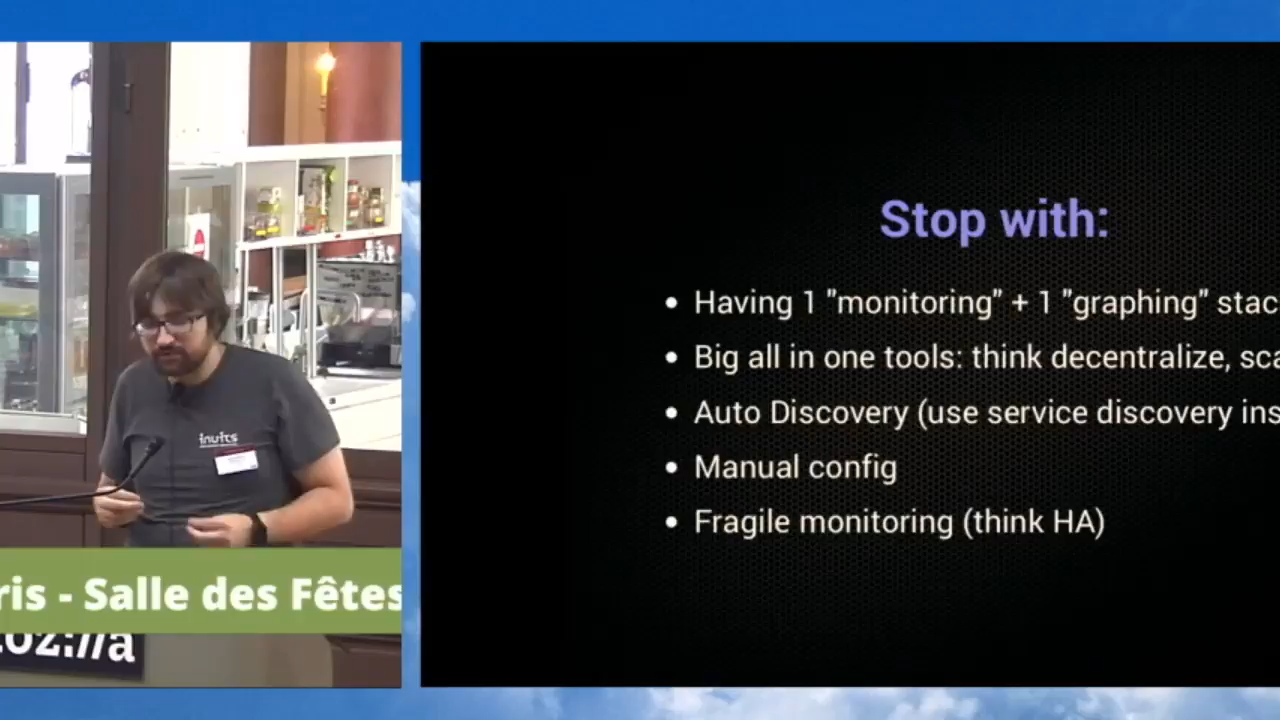 Stop with:
Having 1 "monitoring" + 1 "graphing" stac
Big all in one tools: think decentralize, sca
Auto Discovery (use service discovery ins
Manual config
Fragile monitoring (think HA)
inuits
ris - Salle des Fêtes
oz://a